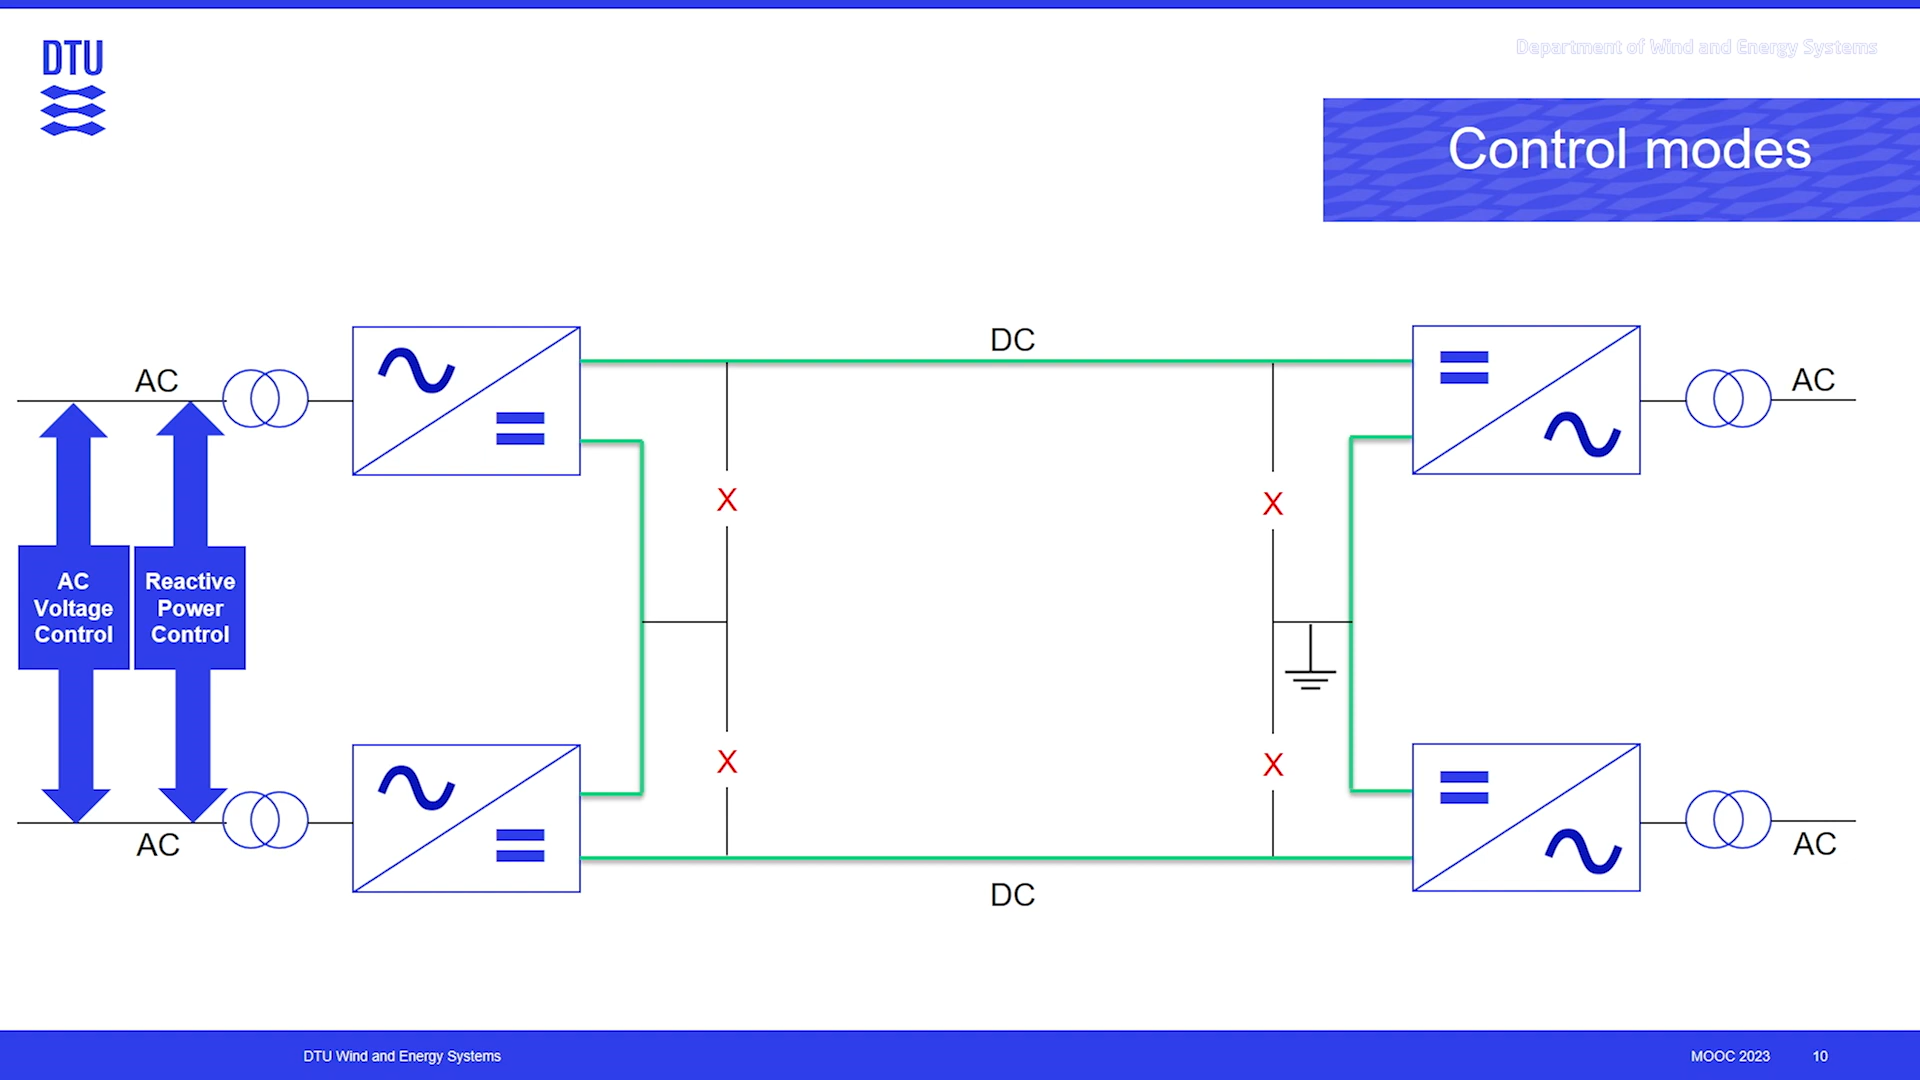 DTU
Department of Wind and Energy Systems
Control modes
DC
AC
AC
X
X
AC
Voltage
Control
Reactive
Power
Control
X
X
AC
AC
DC
DTU Wind and Energy Systems
MOOC 2023
10